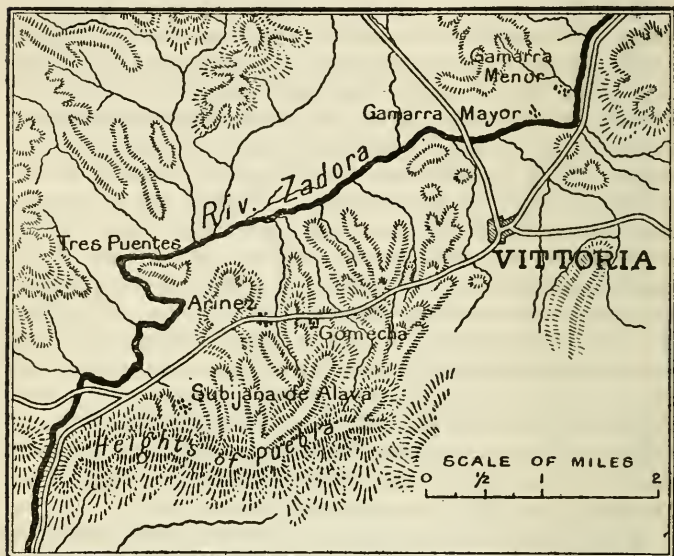 Gamarra
Menor
Gamarra Mayor
Riv. Zadora
Tres Puentes
VITTORIA
Arinez
Gomecha
Subijana de Alava
Heights of Puebla
SCALE OF MILES
0 ½ 1 2